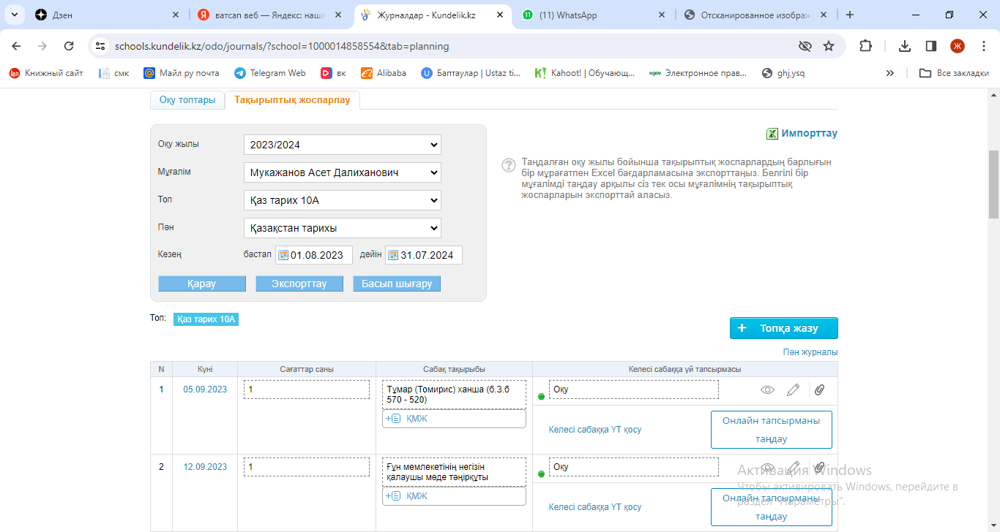 Дзен
ватсап веб — Яндекс: нашл
Журналдар - Kundelik.kz
11 (11) WhatsApp
Отсканированное изображ
schools.kundelik.kz/odo/journals/?school=1000014858554&tab=planning
Ж
Книжный сайт
смк
Майл ру почта
Telegram Web
вк
Alibaba
Баптаулар | Ustaz ti...
Kahoot! | Обучающ...
egov Электронное прав...
ghj,ysq
Все закладки
Оқу топтары
Тақырыптық жоспарлау
Оқу жылы 2023/2024
Импорттау
Мұғалім Мукажанов Асет Далиханович
Топ Қаз тарих 10А
Пән Қазақстан тарихы
Кезең бастап 01.08.2023 дейін 31.07.2024
Қарау Экспорттау Басып шығару
Таңдалған оқу жылы бойынша тақырыптық жоспарлардың барлығын
бір мұрағатпен Excel бағдарламасына экспорттаңыз. Белгілі бір
мұғалімді таңдау арқылы сіз тек осы мұғалімнің тақырыптық
жоспарларын экспорттай аласыз.
Топ: Қаз тарих 10А
+ Топқа жазу
Пән журналы
N Күні Сағаттар саны Сабақ тақырыбы Келесі сабаққа үй тапсырмасы
1 05.09.2023 1
Тұмар (Томирис) ханша (б.З.б
570 - 520)
+ ҚМЖ
Оқу
Келесі сабаққа ҮТ қосу
Онлайн тапсырманы
таңдау
2 12.09.2023 1
Ғұн мемлекетінің негізін
қалаушы мөде тәңірқұты
+ ҚМЖ
Оқу
Келесі сабаққа ҮТ қосу
Онлайн тапсырманы
таңдау
Активация Windows
Чтобы активировать Windows, перейдите в
раздел "Параметры".